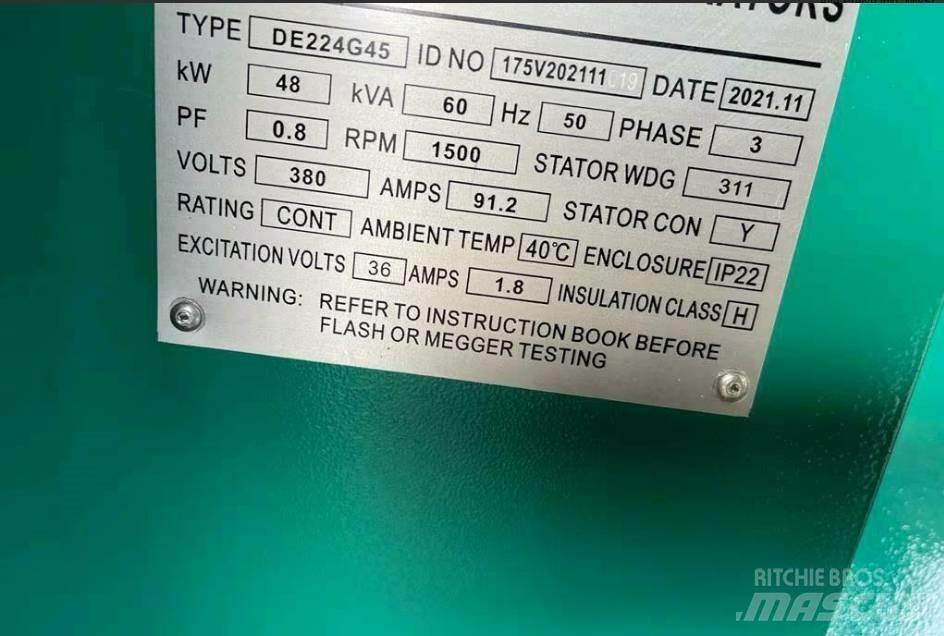 TYPE DE224G45 ID NO 175V202111019 DATE 2021.11
kW 48 kVA 60 Hz 50 PHASE 3
PF 0.8 RPM 1500 STATOR WDG 311
VOLTS 380 AMPS 91.2 STATOR CON Y
RATING CONT AMBIENT TEMP 40℃ ENCLOSURE IP22
EXCITATION VOLTS 36 AMPS 1.8 INSULATION CLASS H
WARNING: REFER TO INSTRUCTION BOOK BEFORE
FLASH OR MEGGER TESTING
RITCHIE BROS.